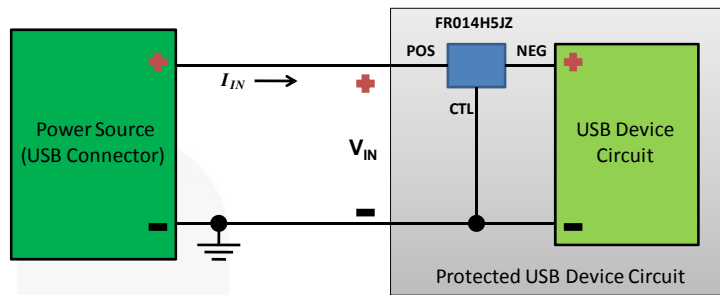 FR014H5JZ
POS
NEG
+
+
I_IN
+
CTL
Power Source
(USB Connector)
USB Device
Circuit
V_IN
Protected USB Device Circuit